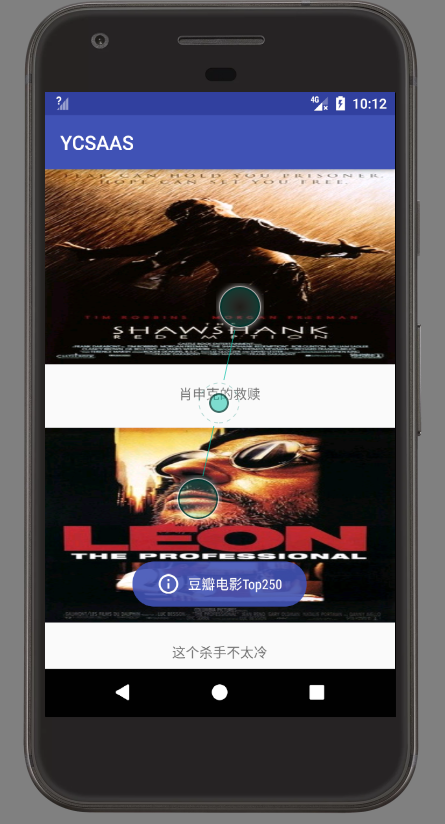 ?
4G
10:12
YCSAAS
FEAR CAN HOLD YOU PRISONER.
HOPE CAN SET YOU FREE.
TIM ROBBINS MORGAN FREEMAN
THE
SHAWSHANK
REDEMPTION
肖申克的救赎
LEON
THE PROFESSIONAL
豆瓣电影Top250
这个杀手不太冷